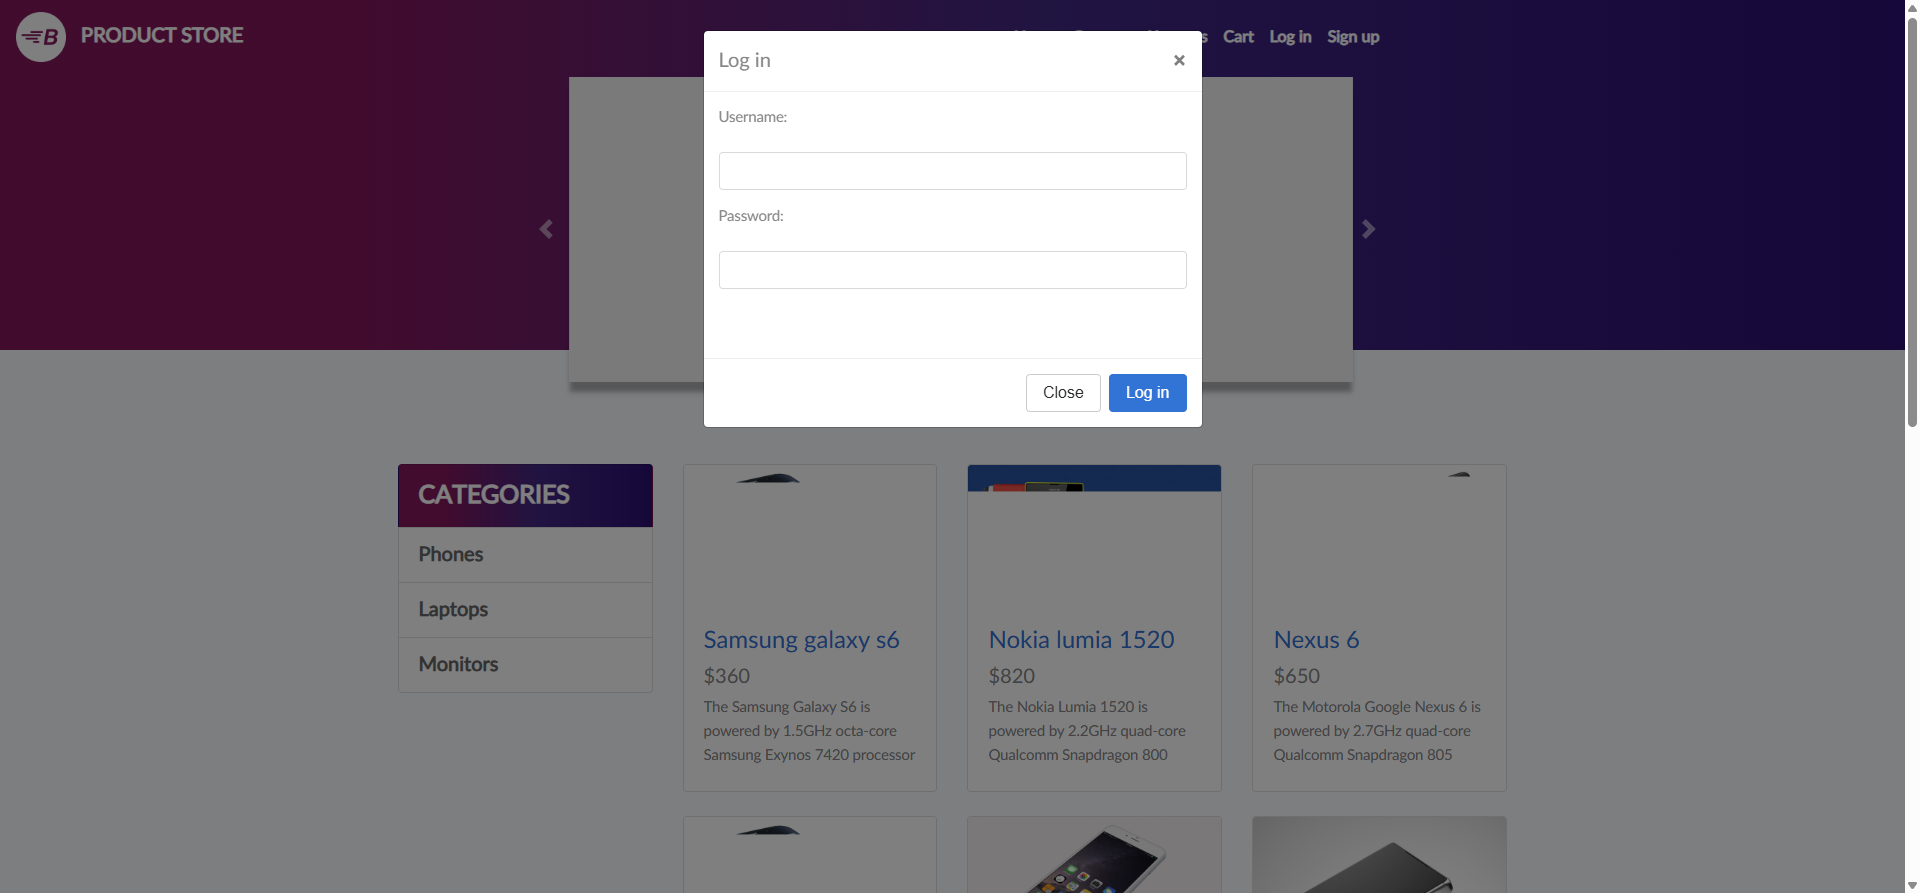 B PRODUCT STORE
Cart Log in Sign up
Log in ×
Username:
Password:
Close Log in
CATEGORIES
Phones
Laptops
Monitors
Samsung galaxy s6
$360
The Samsung Galaxy S6 is
powered by 1.5GHz octa-core
Samsung Exynos 7420 processor
Nokia lumia 1520
$820
The Nokia Lumia 1520 is
powered by 2.2GHz quad-core
Qualcomm Snapdragon 800
Nexus 6
$650
The Motorola Google Nexus 6 is
powered by 2.7GHz quad-core
Qualcomm Snapdragon 805